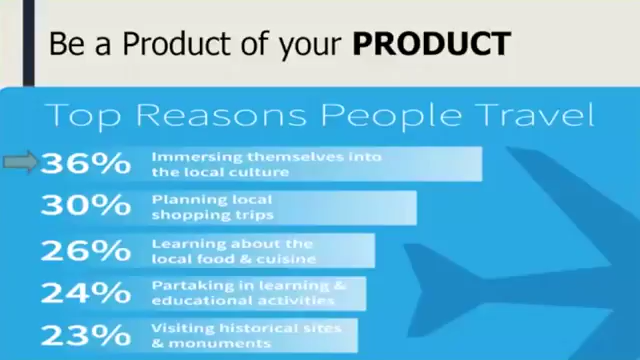 Be a Product of your PRODUCT
Top Reasons People Travel
36% Immersing themselves into
the local culture
30% Planning local
shopping trips
26% Learning about the
local food & cuisine
24% Partaking in learning &
educational activities
23% Visiting historical sites
& monuments